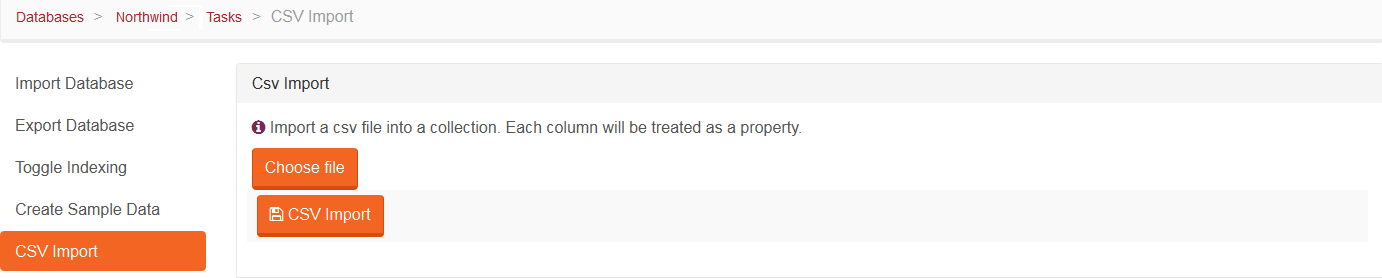 Databases > Northwind > Tasks > CSV Import
Import Database
Export Database
Toggle Indexing
Create Sample Data
CSV Import
Csv Import
Import a csv file into a collection. Each column will be treated as a property.
Choose file
CSV Import